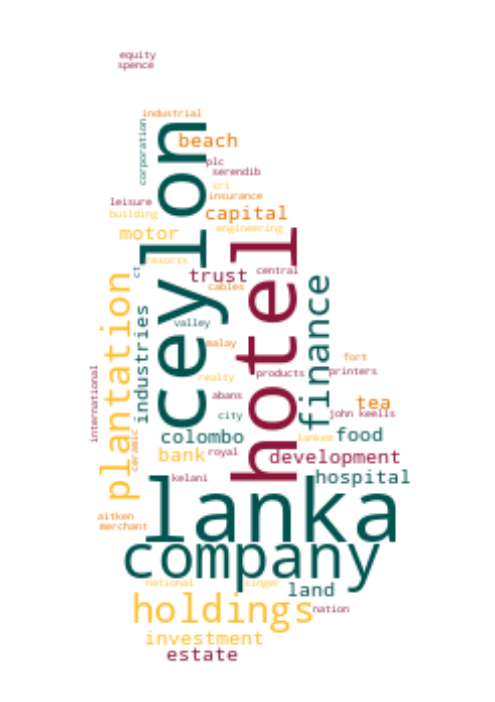 equity
spence
industrial
corporation
ceylon
beach
plc
serendib
sri
leisure
insurance
building
capital
motor
engineering
hotel
resorts
ct
trust
central
cables
plantation
finance
industries
valley
malay
fort
international
realty
products
printers
abans
tea
city
john keells
colombo
lankem
food
ceramic
bank
royal
development
kelani
hospital
lanka
aitken
merchant
company
national
singer
land
holdings
nation
investment
estate